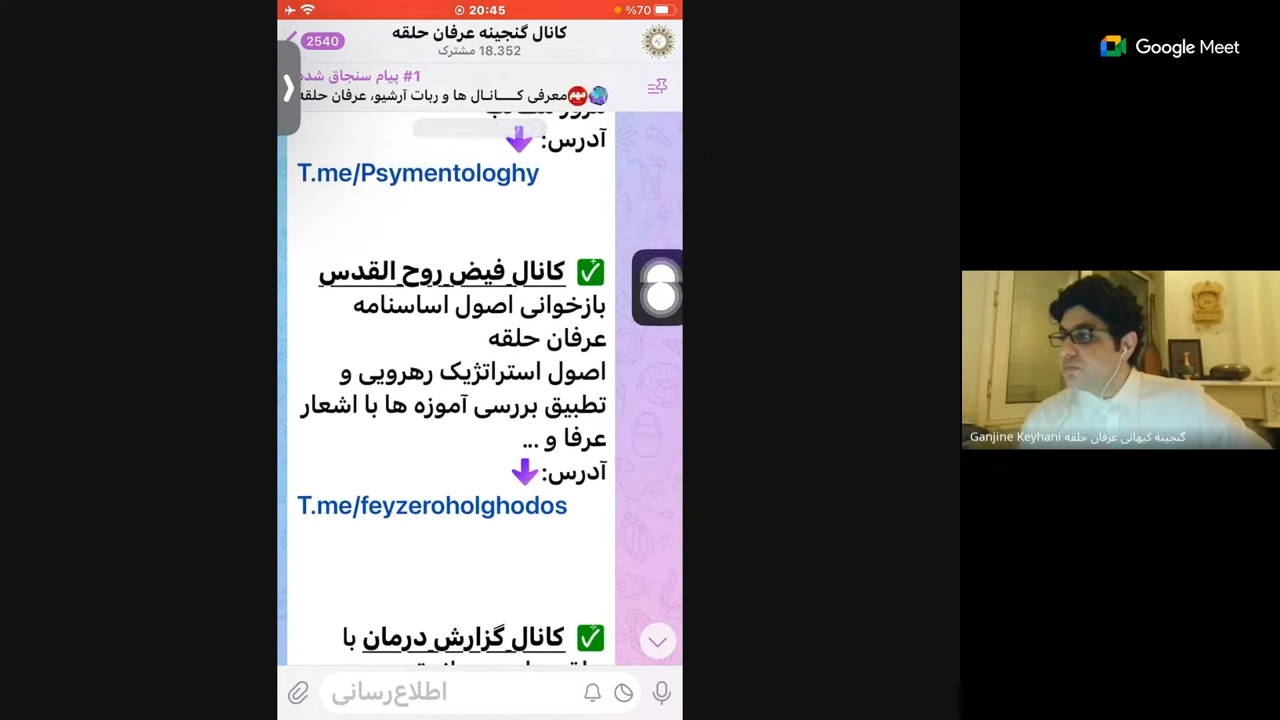 20:45
%70
2540
کانال گنجینه عرفان حلقه
18.352 مشترک
#1 پیام سنجاق شده
معرفی کـــانـال ها و ربات آرشیو، عرفان حلقه
مهم
آدرس:
T.me/Psymentologhy
کانال فیض روح القدس
بازخوانی اصول اساسنامه
عرفان حلقه
اصول استراتژیک رهرویی و
تطبیق بررسی آموزه ها با اشعار
عرفا و ...
آدرس:
T.me/feyzeroholghodos
کانال گزارش درمان با
اطلاع‌رسانی
Google Meet
Ganjine Keyhani گنجینه کیهانی عرفان حلقه